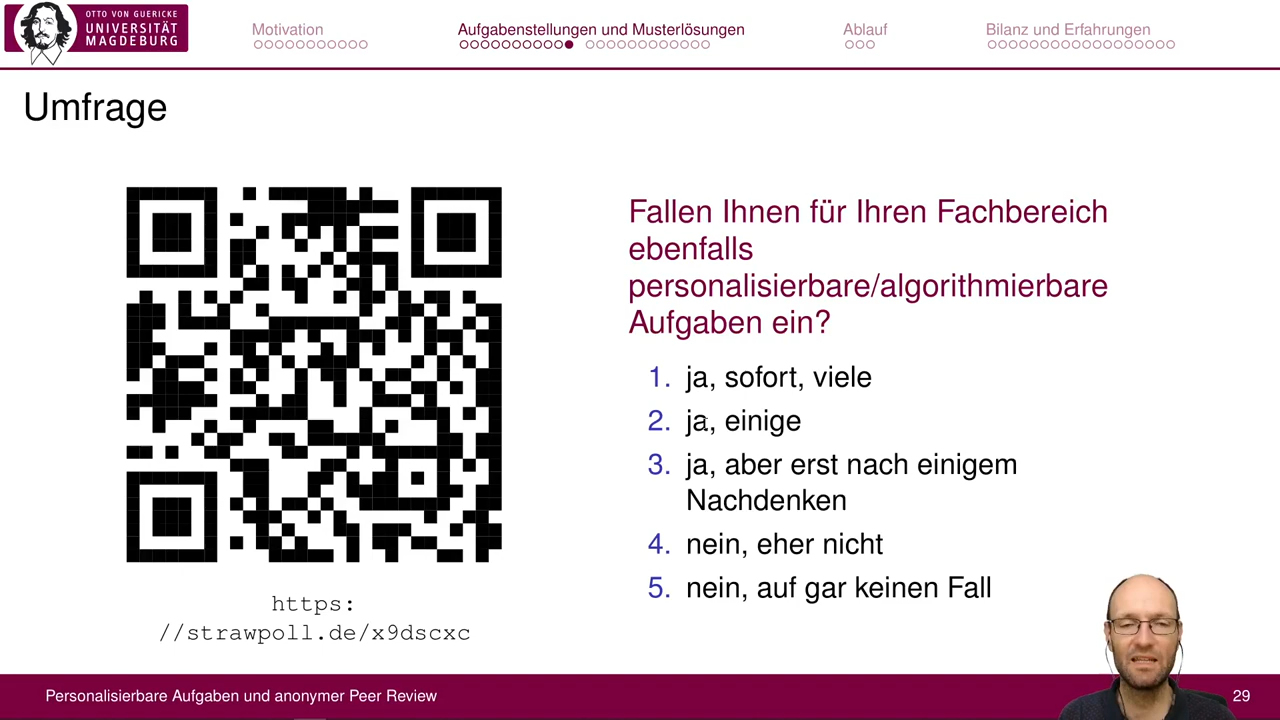 OTTO VON GUERICKE
UNIVERSITÄT
MAGDEBURG
Motivation
Aufgabenstellungen und Musterlösungen
Ablauf
Bilanz und Erfahrungen
Umfrage
Fallen Ihnen für Ihren Fachbereich
ebenfalls
personalisierbare/algorithmierbare
Aufgaben ein?
1. ja, sofort, viele
2. ja, einige
3. ja, aber erst nach einigem
Nachdenken
4. nein, eher nicht
5. nein, auf gar keinen Fall
https:
//strawpoll.de/x9dscxc
Personalisierbare Aufgaben und anonymer Peer Review
29